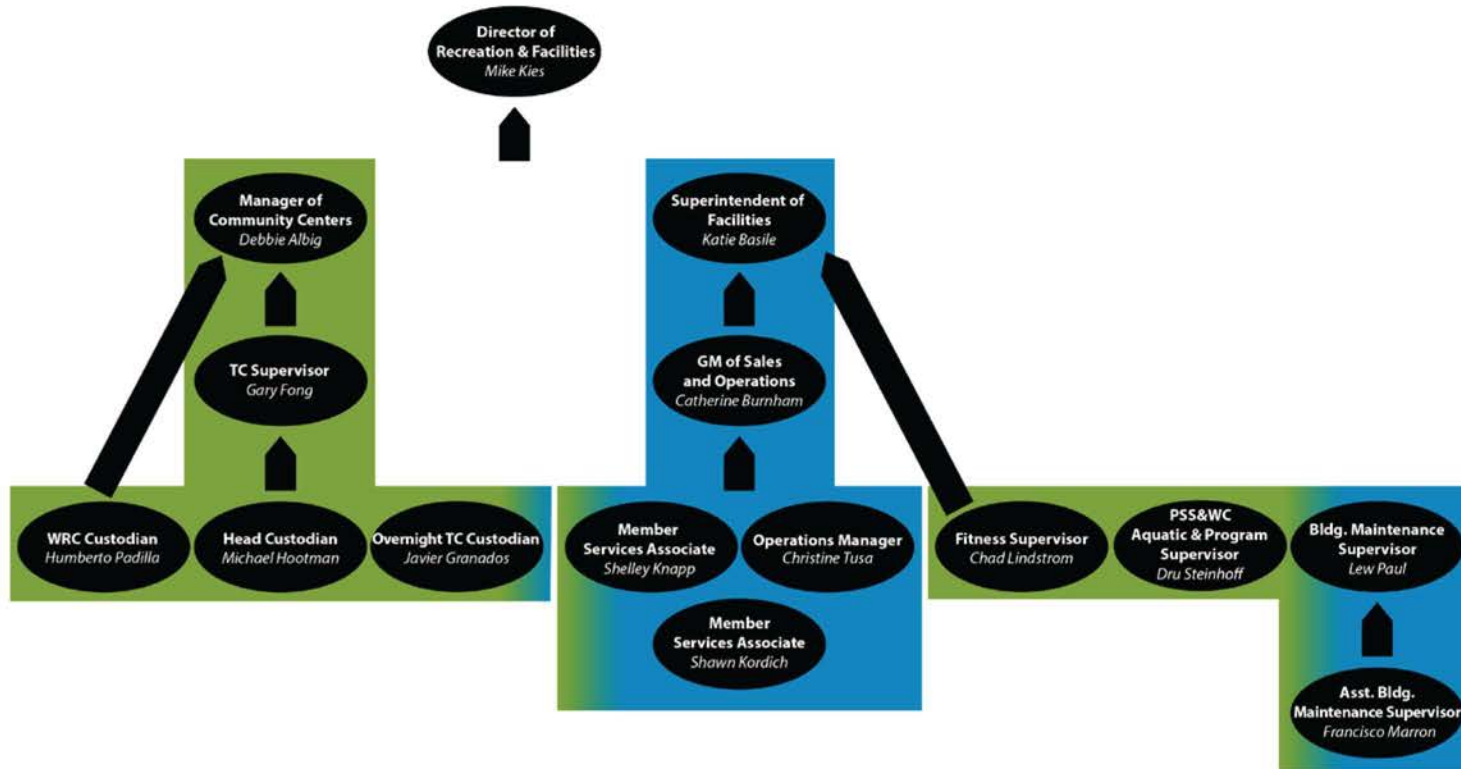 Director of
Recreation & Facilities
Mike Kies
Manager of
Community Centers
Debbie Albig
Superintendent of
Facilities
Katie Basile
TC Supervisor
Gary Fong
GM of Sales
and Operations
Catherine Burnham
WRC Custodian
Humberto Padilla
Head Custodian
Michael Hootman
Overnight TC Custodian
Javier Granados
Member
Services Associate
Shelley Knapp
Operations Manager
Christine Tusa
Fitness Supervisor
Chad Lindstrom
PSS&WC
Aquatic & Program
Supervisor
Dru Steinhoff
Bldg. Maintenance
Supervisor
Lew Paul
Member
Services Associate
Shawn Kordich
Asst. Bldg.
Maintenance Supervisor
Francisco Marron